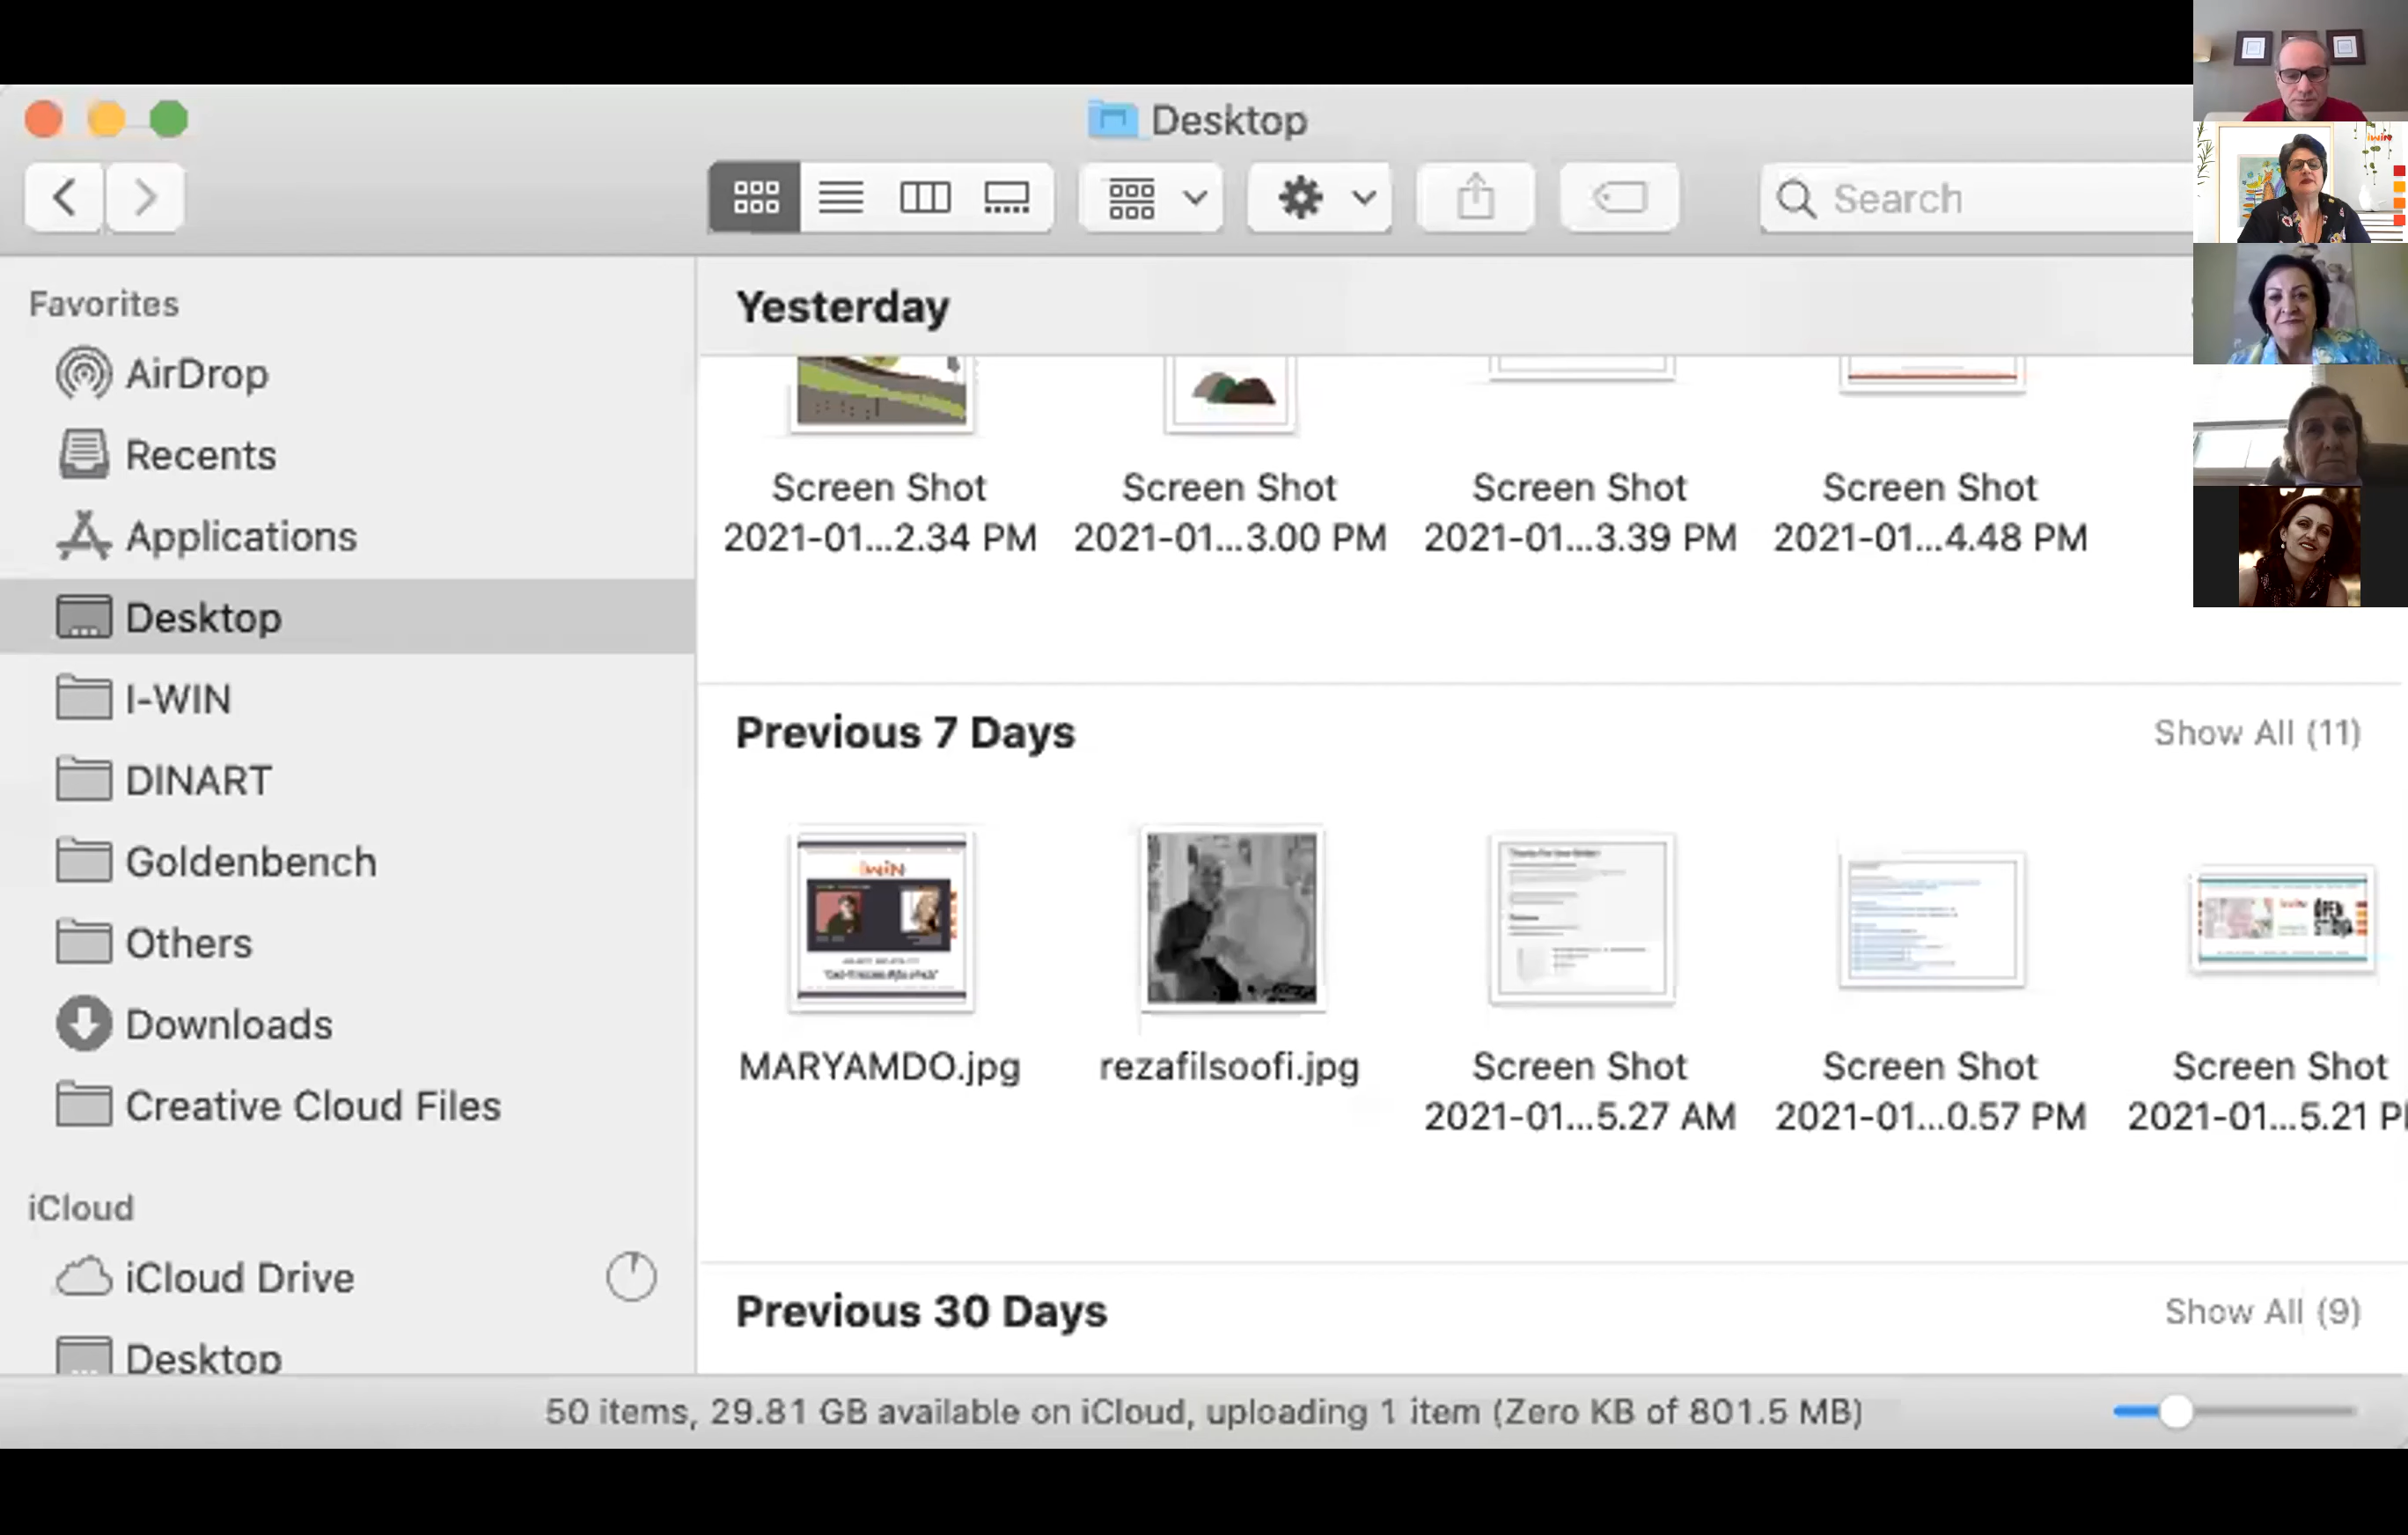 Desktop
Search
Favorites
AirDrop
Recents
Applications
Desktop
I-WIN
DINART
Goldenbench
Others
Downloads
Creative Cloud Files
iCloud
iCloud Drive
Desktop
Yesterday
Screen Shot
2021-01...2.34 PM
Screen Shot
2021-01...3.00 PM
Screen Shot
2021-01...3.39 PM
Screen Shot
2021-01...4.48 PM
Previous 7 Days
Show All (11)
iwin
OPEN
MARYAMDO.jpg
rezafilsoofi.jpg
Screen Shot
2021-01...5.27 AM
Screen Shot
2021-01...0.57 PM
Screen Shot
2021-01...5.21 P
Previous 30 Days
Show All (9)
50 items, 29.81 GB available on iCloud, uploading 1 item (Zero KB of 801.5 MB)
iwin